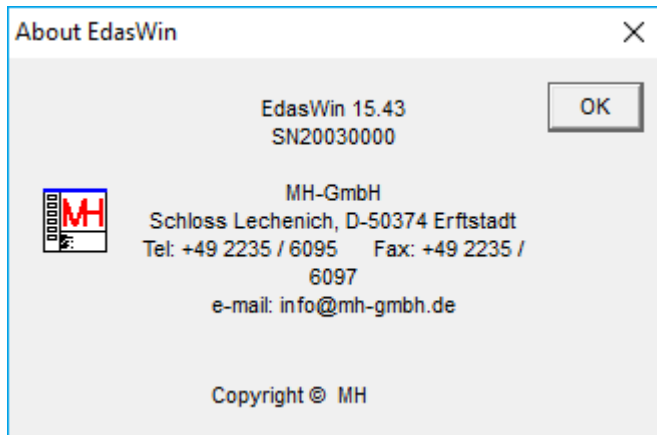 About EdasWin
EdasWin 15.43
OK
SN20030000
MH-GmbH
MH
Schloss Lechenich, D-50374 Erftstadt
Tel: +49 2235 / 6095 Fax: +49 2235 /
6097
e-mail: info@mh-gmbh.de
Copyright © MH